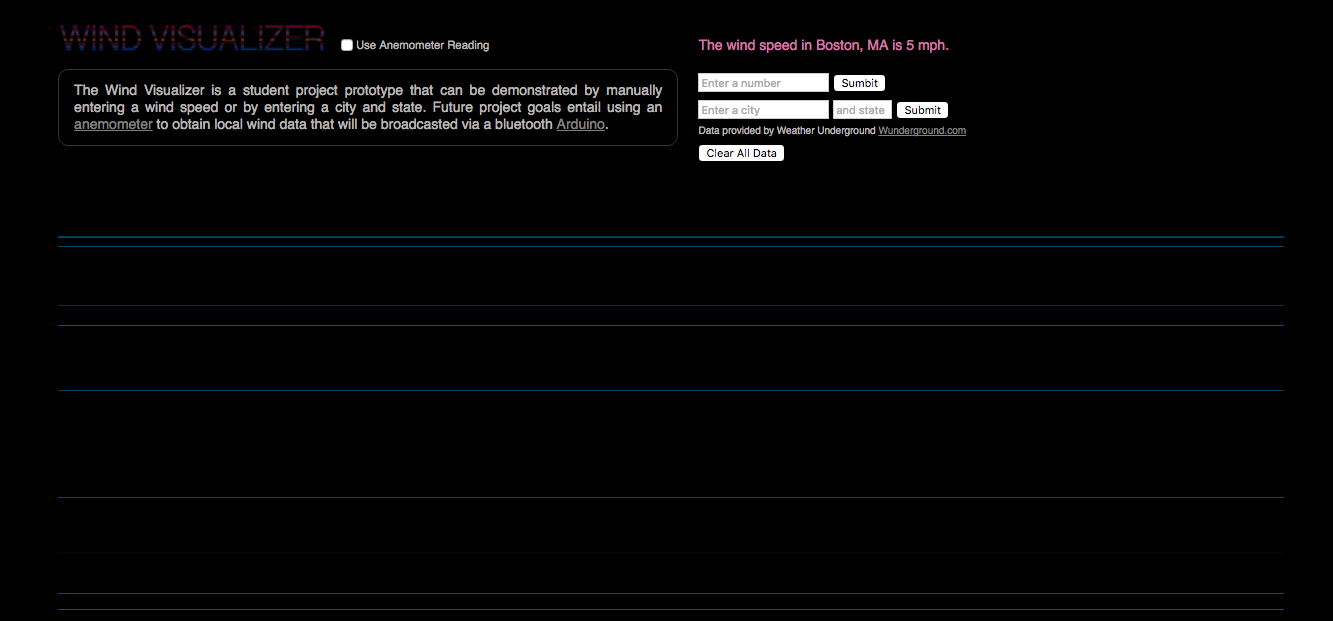 WIND VISUALIZER
Use Anemometer Reading
The Wind Visualizer is a student project prototype that can be demonstrated by manually
entering a wind speed or by entering a city and state. Future project goals entail using an
anemometer to obtain local wind data that will be broadcasted via a bluetooth Arduino.
The wind speed in Boston, MA is 5 mph.
Enter a number Sumbit
Enter a city and state Submit
Data provided by Weather Underground Wunderground.com
Clear All Data